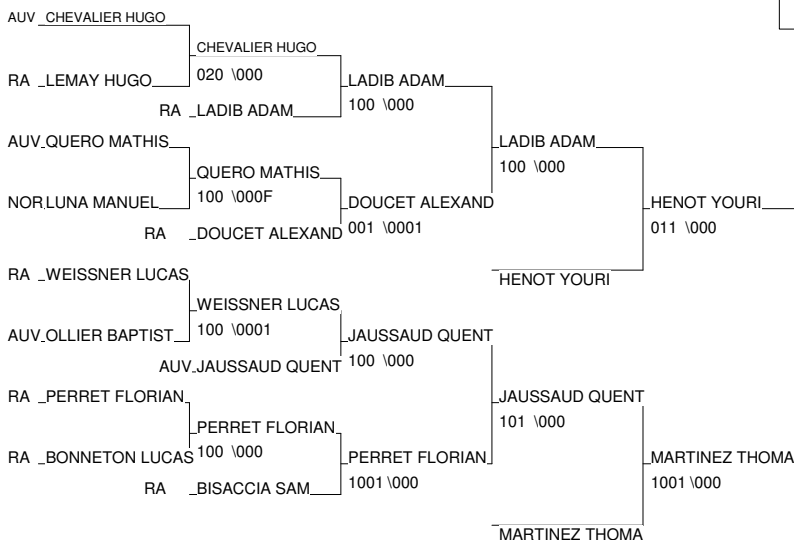 AUV CHEVALIER HUGO
CHEVALIER HUGO
020 \000
RA LEMAY HUGO
LADIB ADAM
100 \000
RA LADIB ADAM
AUV QUERO MATHIS
LADIB ADAM
100 \000
QUERO MATHIS
100 \000F
NOR LUNA MANUEL
DOUCET ALEXAND
001 \0001
HENOT YOURI
011 \000
RA DOUCET ALEXAND
RA WEISSNER LUCAS
HENOT YOURI
WEISSNER LUCAS
100 \0001
AUV OLLIER BAPTIST
JAUSSAUD QUENT
100 \000
AUV JAUSSAUD QUENT
RA PERRET FLORIAN
JAUSSAUD QUENT
101 \000
PERRET FLORIAN
100 \000
RA BONNETON LUCAS
PERRET FLORIAN
1001 \000
MARTINEZ THOMA
1001 \000
RA BISACCIA SAM
MARTINEZ THOMA